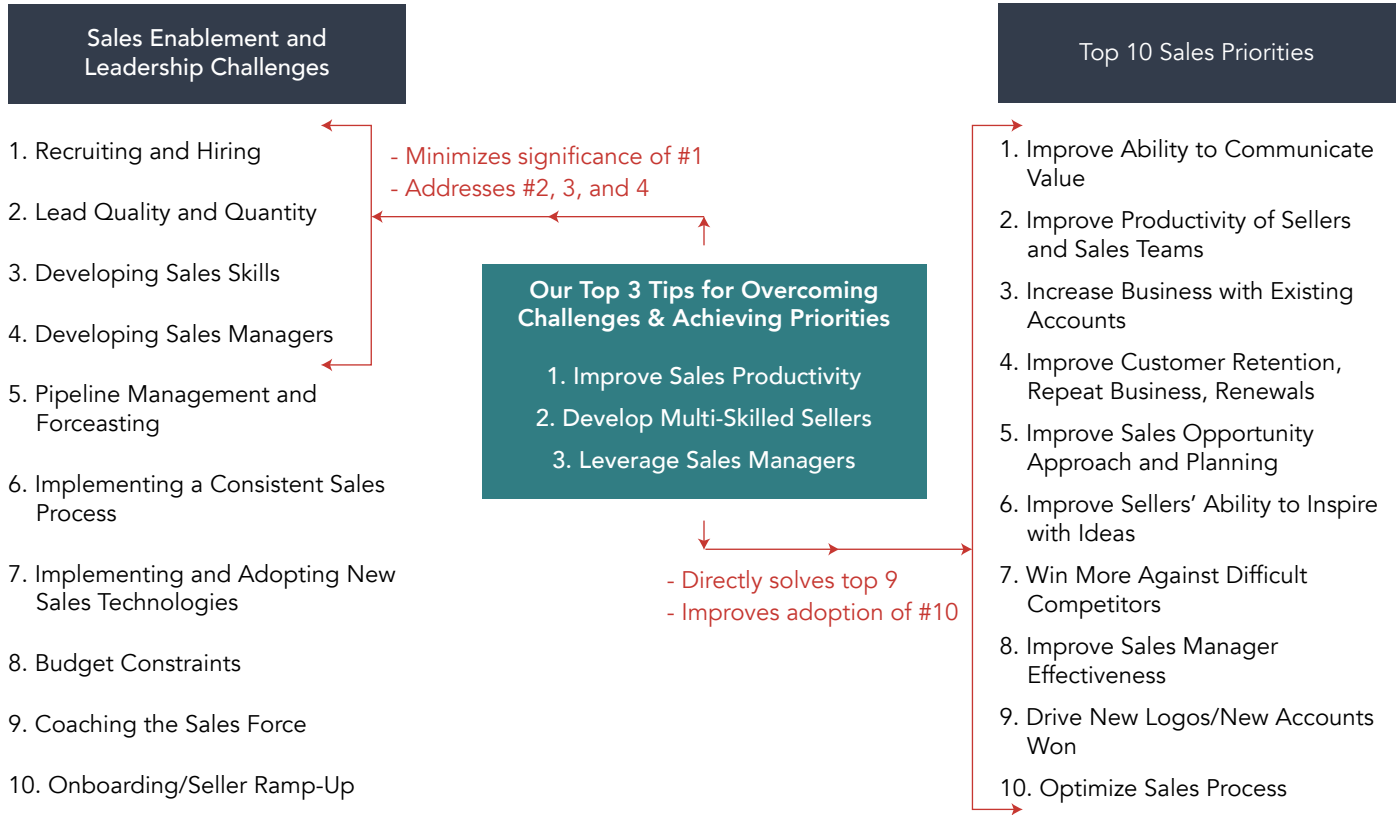 Sales Enablement and
Leadership Challenges
1. Recruiting and Hiring
2. Lead Quality and Quantity
3. Developing Sales Skills
4. Developing Sales Managers
5. Pipeline Management and
Forceasting
6. Implementing a Consistent Sales
Process
7. Implementing and Adopting New
Sales Technologies
8. Budget Constraints
9. Coaching the Sales Force
10. Onboarding/Seller Ramp-Up
- Minimizes significance of #1
- Addresses #2, 3, and 4
Our Top 3 Tips for Overcoming
Challenges & Achieving Priorities
1. Improve Sales Productivity
2. Develop Multi-Skilled Sellers
3. Leverage Sales Managers
- Directly solves top 9
- Improves adoption of #10
Top 10 Sales Priorities
1. Improve Ability to Communicate
Value
2. Improve Productivity of Sellers
and Sales Teams
3. Increase Business with Existing
Accounts
4. Improve Customer Retention,
Repeat Business, Renewals
5. Improve Sales Opportunity
Approach and Planning
6. Improve Sellers’ Ability to Inspire
with Ideas
7. Win More Against Difficult
Competitors
8. Improve Sales Manager
Effectiveness
9. Drive New Logos/New Accounts
Won
10. Optimize Sales Process